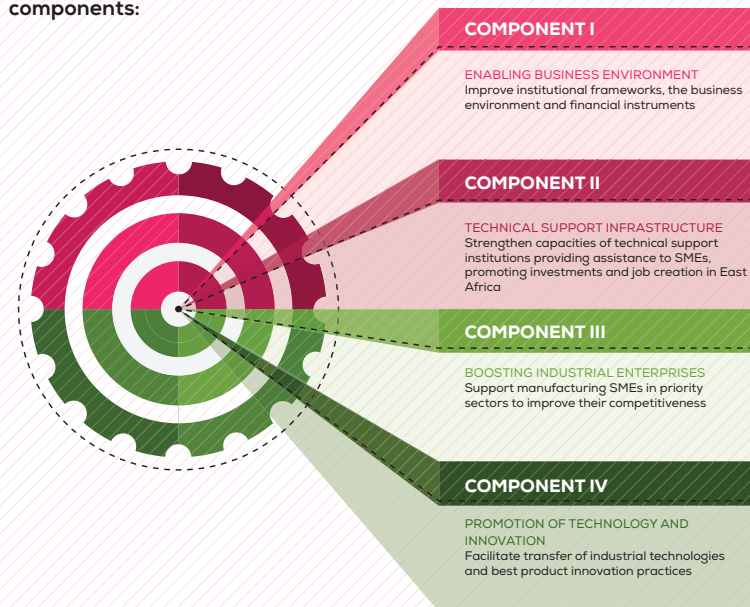 components:
COMPONENT I
ENABLING BUSINESS ENVIRONMENT
Improve institutional frameworks, the business
environment and financial instruments
COMPONENT II
TECHNICAL SUPPORT INFRASTRUCTURE
Strengthen capacities of technical support
institutions providing assistance to SMEs,
promoting investments and job creation in East
Africa
COMPONENT III
BOOSTING INDUSTRIAL ENTERPRISES
Support manufacturing SMEs in priority
sectors to improve their competitiveness
COMPONENT IV
PROMOTION OF TECHNOLOGY AND
INNOVATION
Facilitate transfer of industrial technologies
and best product innovation practices